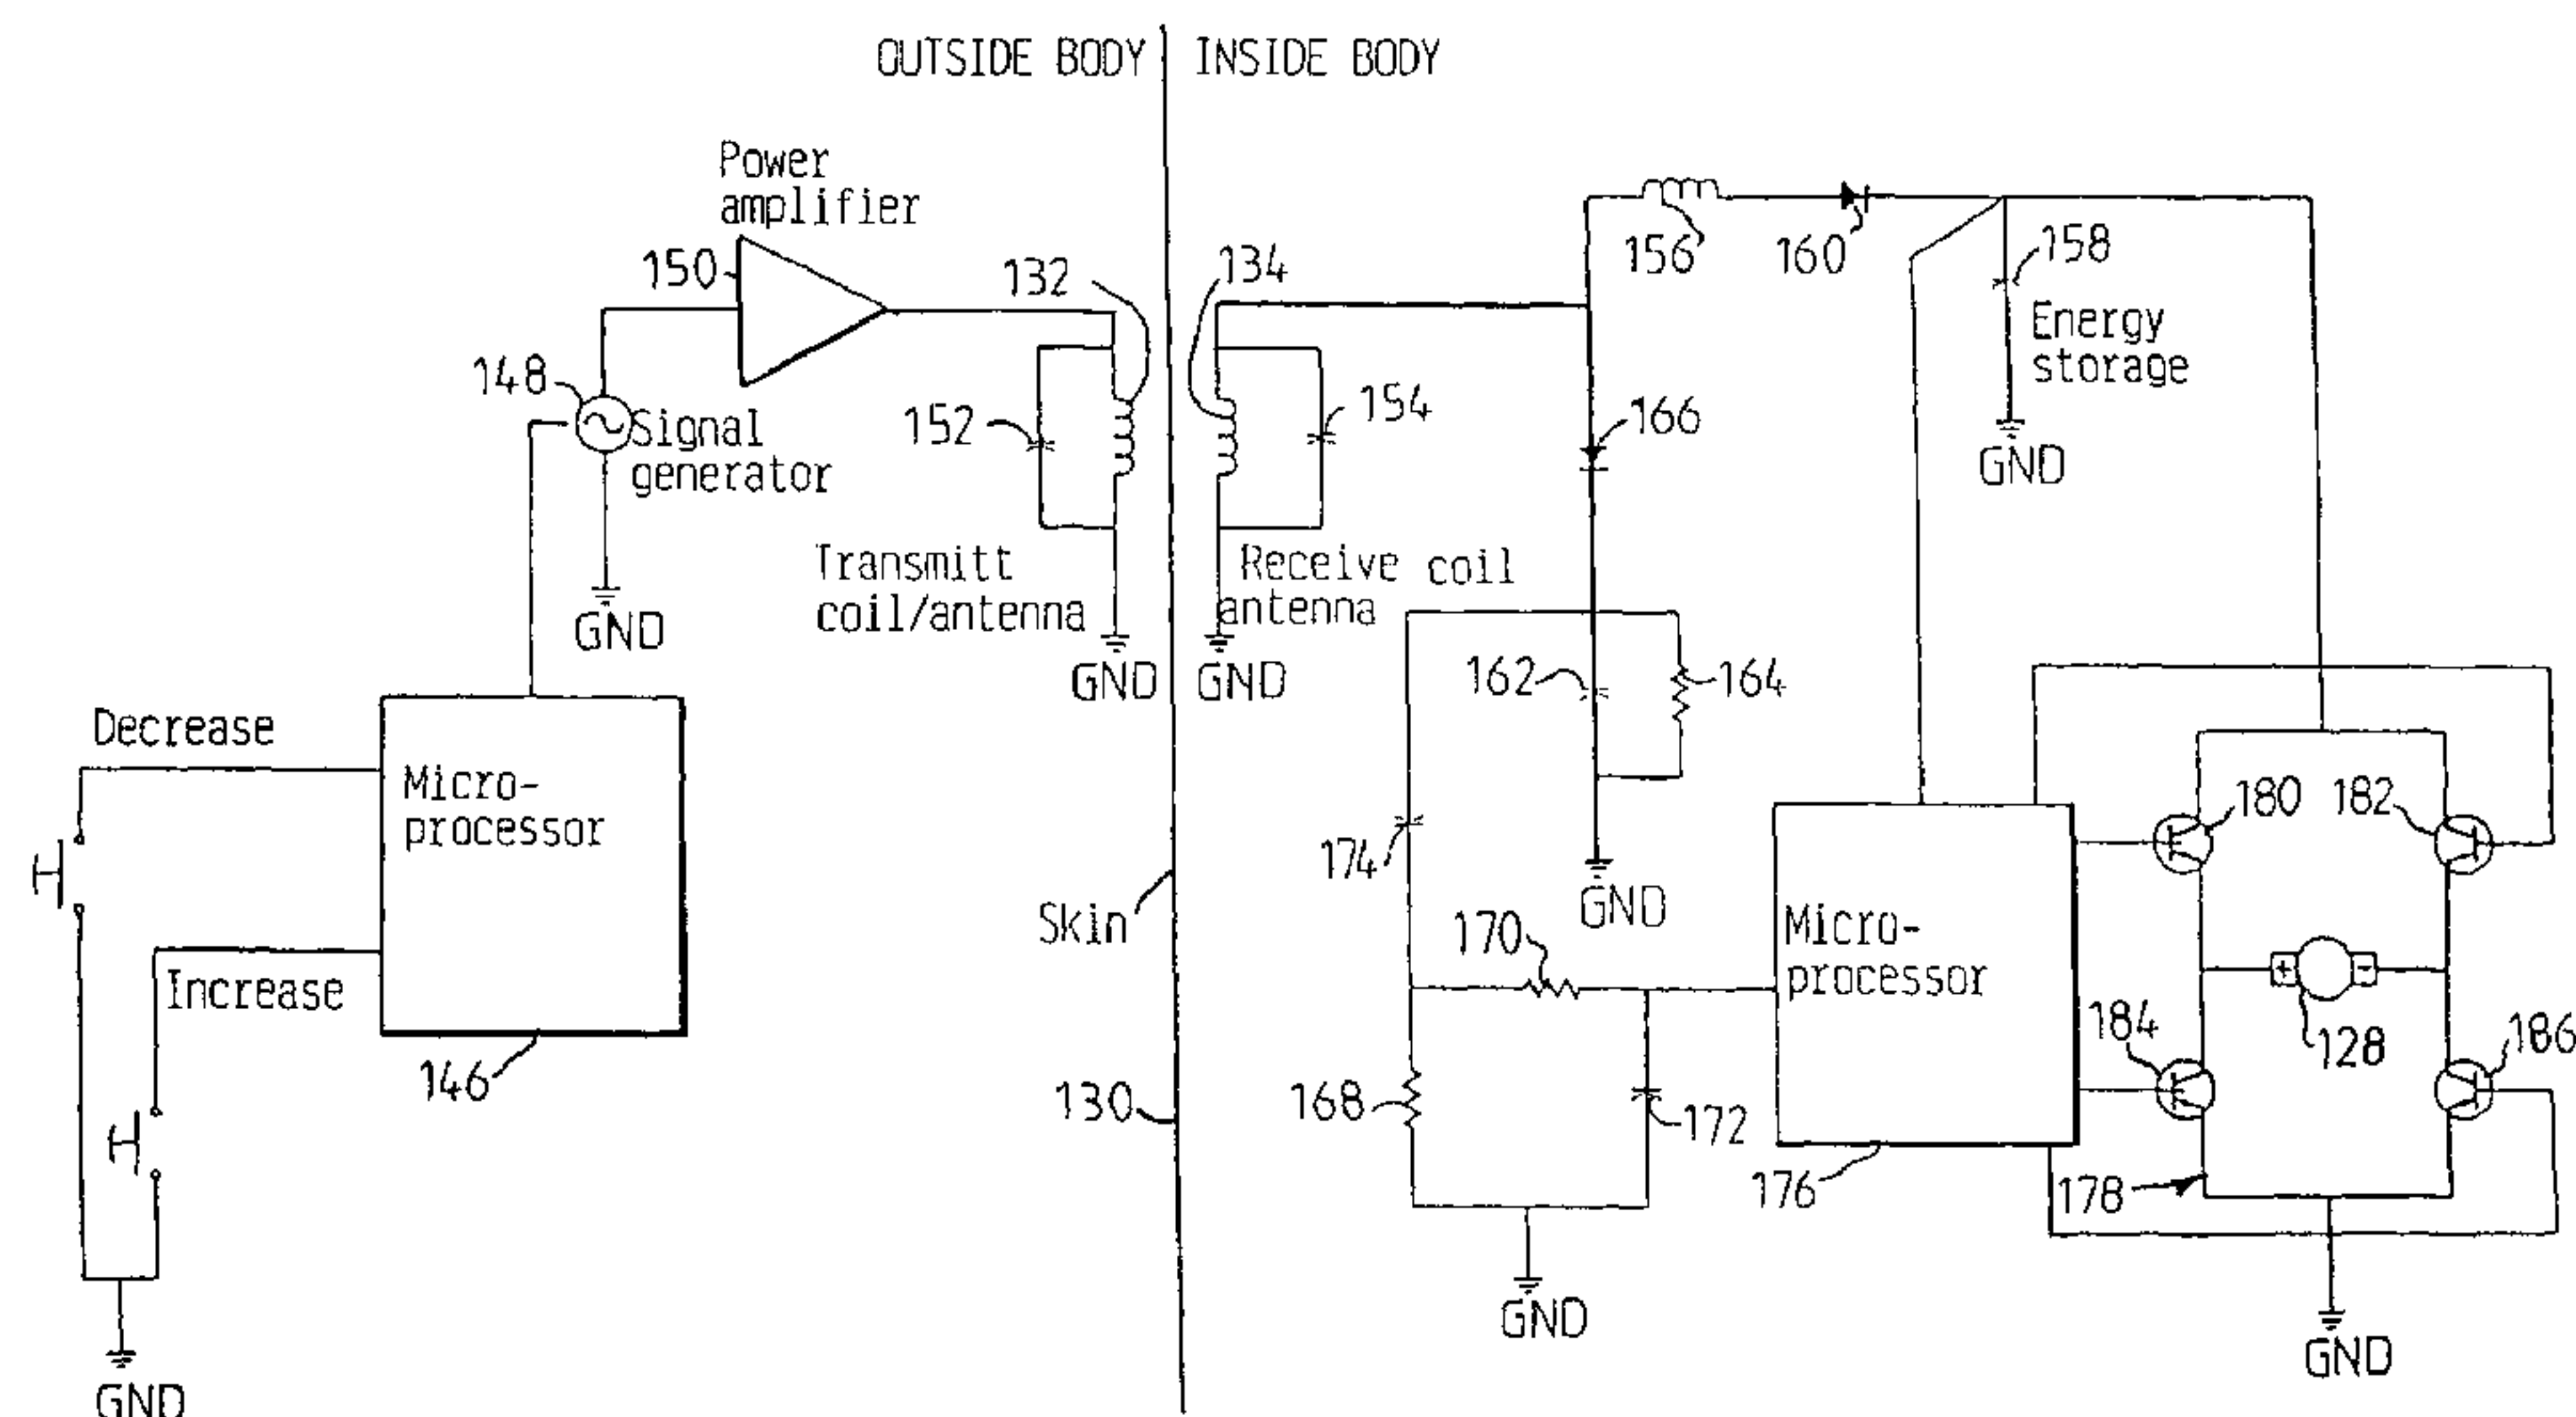 OUTSIDE BODY
INSIDE BODY
Power
amplifier
150
132
134
156
160
158
Energy
storage
GND
148
Signal
generator
GND
152
154
166
Transmitt
coil/antenna
GND
Receive coil
antenna
GND
162
164
GND
Decrease
Micro-
processor
Increase
146
Skin
130
174
170
168
172
GND
Micro-
processor
176
180
182
184
186
128
178
GND
GND